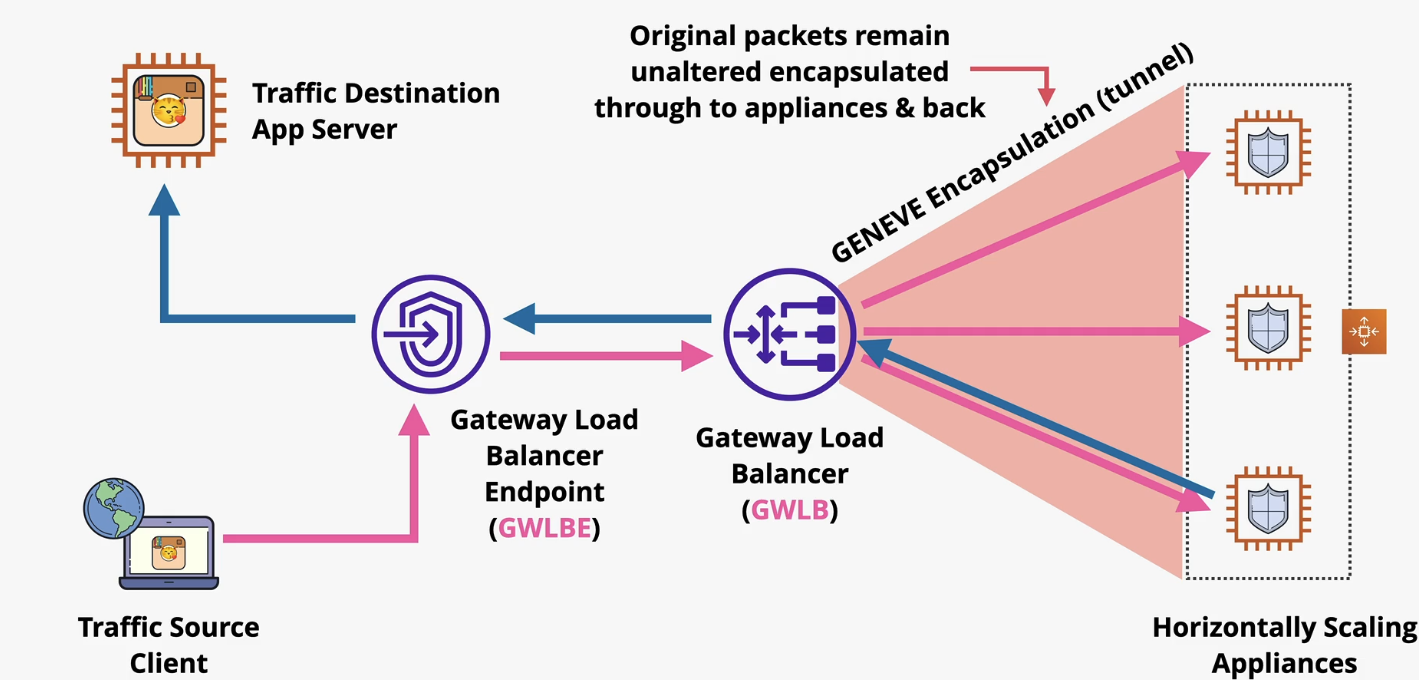 Original packets remain
unaltered encapsulated
through to appliances & back
GENEVE Encapsulation (tunnel)
Traffic Destination
App Server
Gateway Load
Balancer
Endpoint
(GWLBE)
Gateway Load
Balancer
(GWLB)
Traffic Source
Client
Horizontally Scaling
Appliances